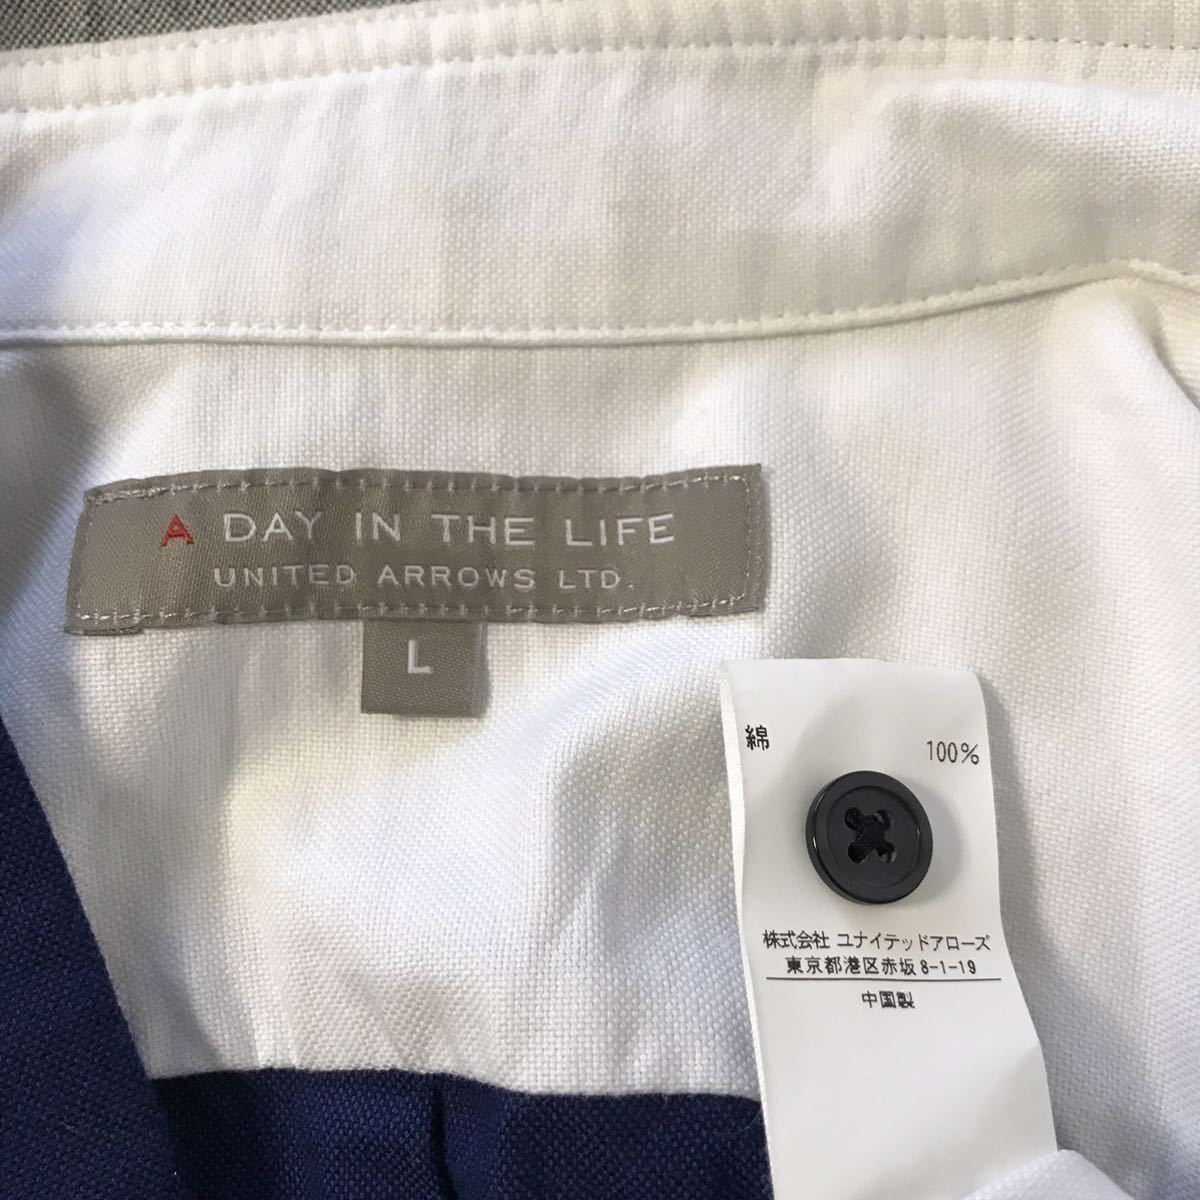 A DAY IN THE LIFE
UNITED ARROWS LTD.
L
綿 100%
株式会社 ユナイテッドアローズ
東京都港区赤坂8-1-19
中国製